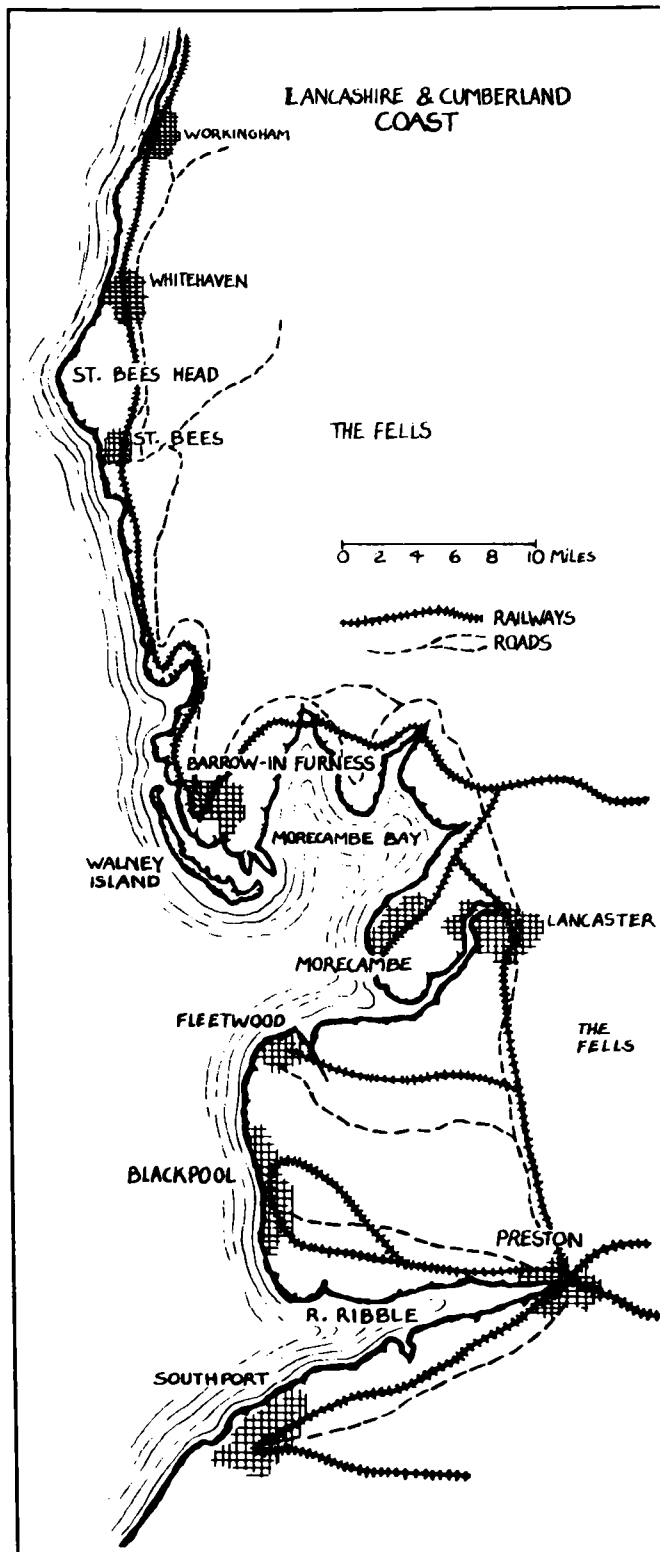 LANCASHIRE & CUMBERLAND
COAST
WORKINGHAM
WHITEHAVEN
ST. BEES HEAD
ST. BEES
THE FELLS
0 2 4 6 8 10 MILES
RAILWAYS
ROADS
BARROW-IN FURNESS
MORECAMBE BAY
WALNEY
ISLAND
LANCASTER
MORECAMBE
FLEETWOOD
THE
FELLS
BLACKPOOL
PRESTON
R. RIBBLE
SOUTHPORT